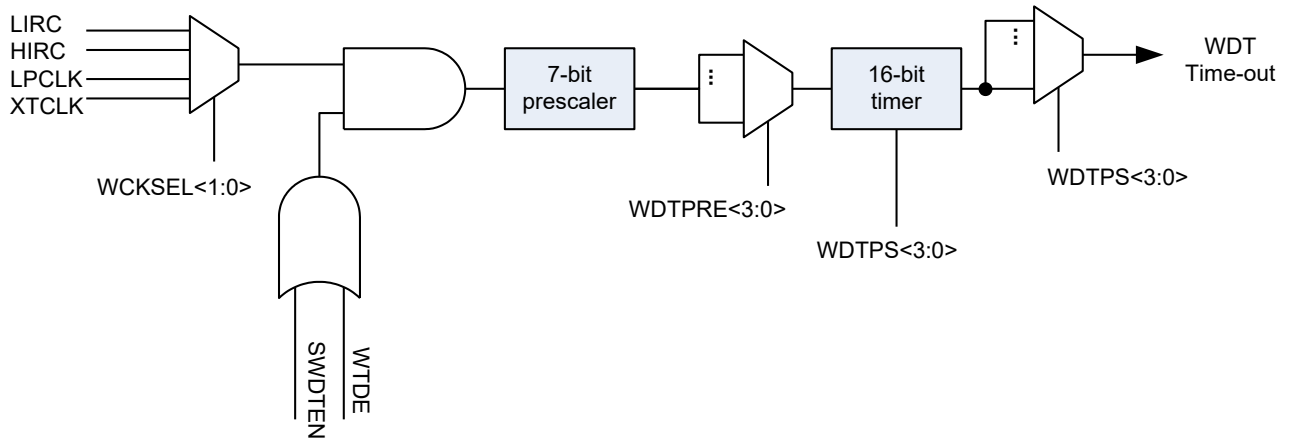 LIRC
HIRC
LPCLK
XTCLK
WCKSEL<1:0>
SWDTEN
WTDE
7-bit
prescaler
...
WDTPRE<3:0>
16-bit
timer
WDTPS<3:0>
...
WDTPS<3:0>
WDT
Time-out